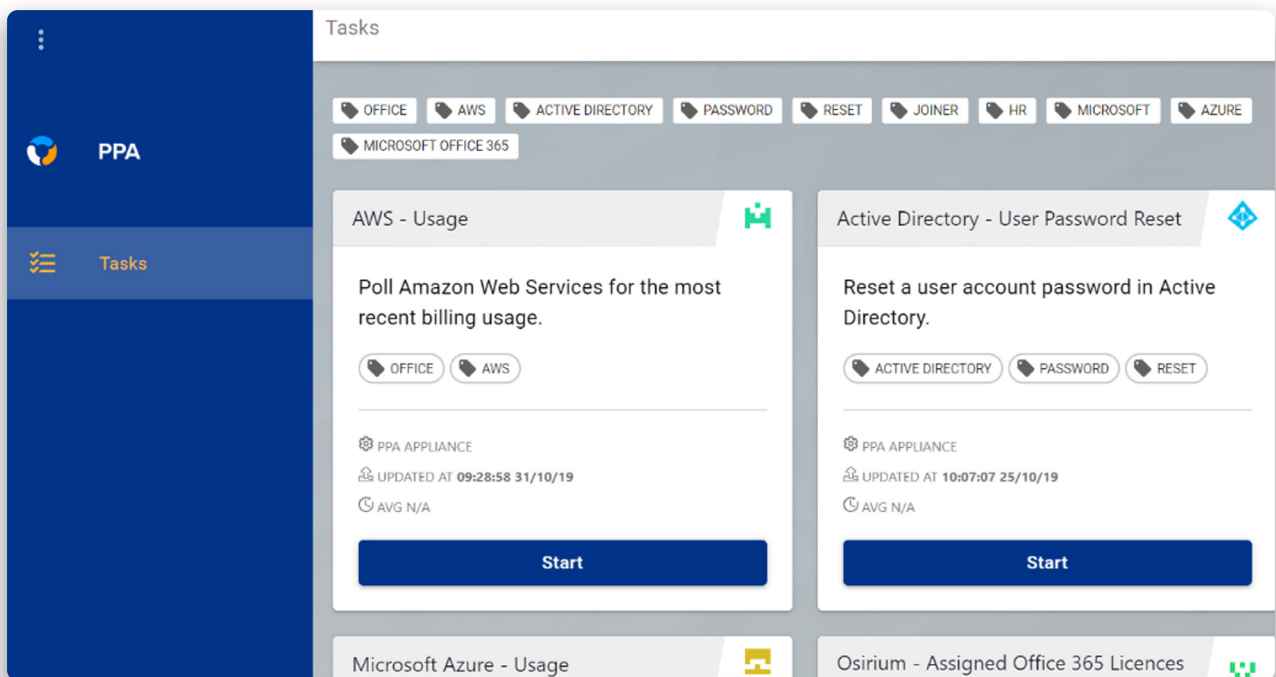 Tasks
PPA
Tasks
OFFICE AWS ACTIVE DIRECTORY PASSWORD RESET JOINER HR MICROSOFT AZURE
MICROSOFT OFFICE 365
AWS - Usage
Poll Amazon Web Services for the most
recent billing usage.
OFFICE AWS
PPA APPLIANCE
UPDATED AT 09:28:58 31/10/19
AVG N/A
Start
Active Directory - User Password Reset
Reset a user account password in Active
Directory.
ACTIVE DIRECTORY PASSWORD RESET
PPA APPLIANCE
UPDATED AT 10:07:07 25/10/19
AVG N/A
Start
Microsoft Azure - Usage
Osirium - Assigned Office 365 Licences